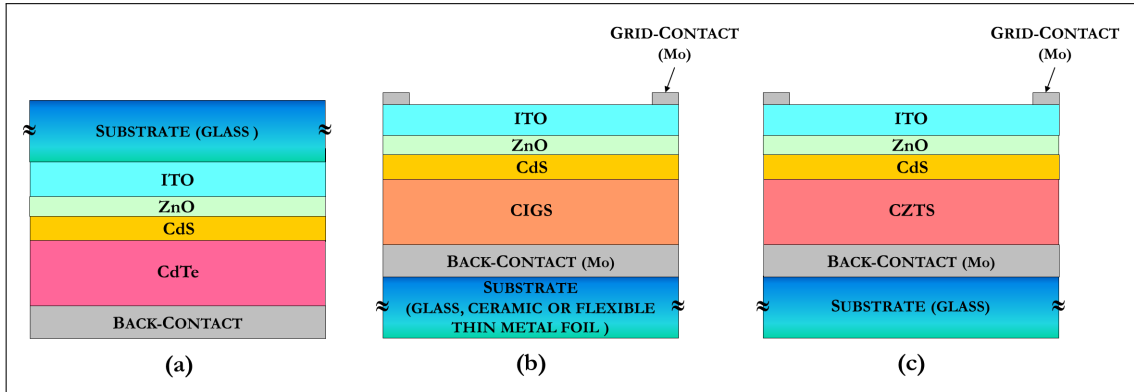 SUBSTRATE (GLASS )
ITO
ZnO
CdS
CdTe
BACK-CONTACT
(a)
GRID-CONTACT
(MO)
ITO
ZnO
CdS
CIGS
BACK-CONTACT (MO)
SUBSTRATE
(GLASS, CERAMIC OR FLEXIBLE
THIN METAL FOIL )
(b)
GRID-CONTACT
(MO)
ITO
ZnO
CdS
CZTS
BACK-CONTACT (MO)
SUBSTRATE (GLASS)
(c)